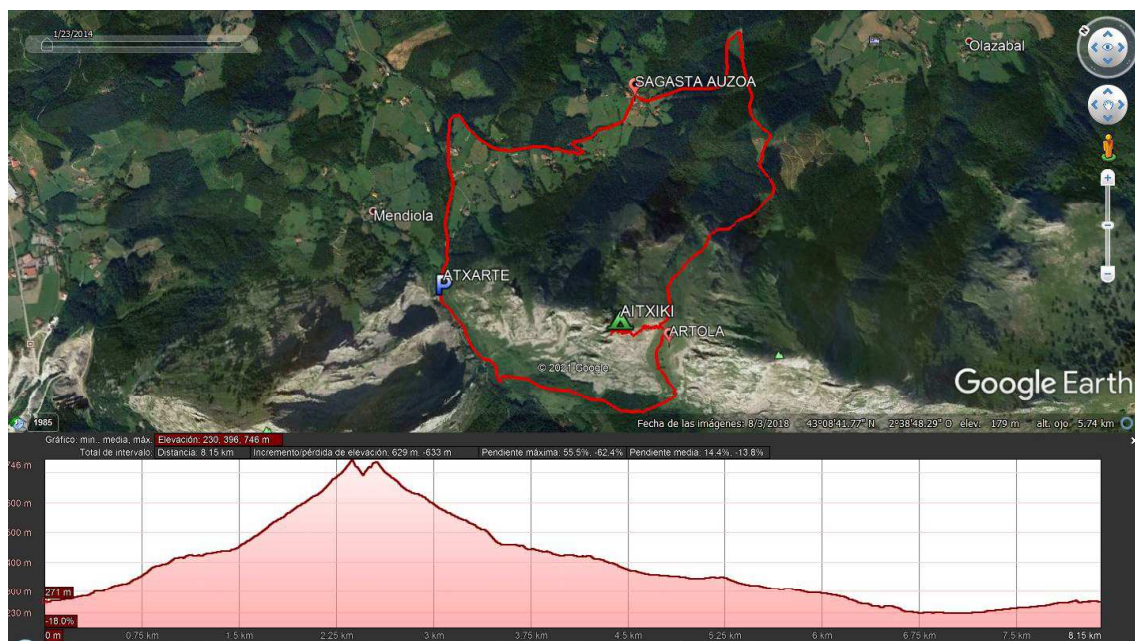 1/23/2014
N
Olazabal
SAGASTA AUZOA
Mendiola
ATXARTE
AITXIKI
ARTOLA
© 2021 Google
Google Earth
1985
Fecha de las imágenes: 8/3/2018 43°08'41.77" N 2°38'48.29" O elev. 179 m alt. ojo 5.74 km
Gráfico: mín., media, máx. Elevación: 230, 396, 746 m
Total de intervalo: Distancia: 8.15 km Incremento/pérdida de elevación: 629 m, -633 m Pendiente máxima: 55.5%, -62.4% Pendiente media: 14.4%, -13.8%
746 m
600 m
500 m
400 m
300 m
271 m
230 m
-18.0%
0 m 0.75 km 1.5 km 2.25 km 3 km 3.75 km 4.5 km 5.25 km 6 km 6.75 km 7.5 km 8.15 km